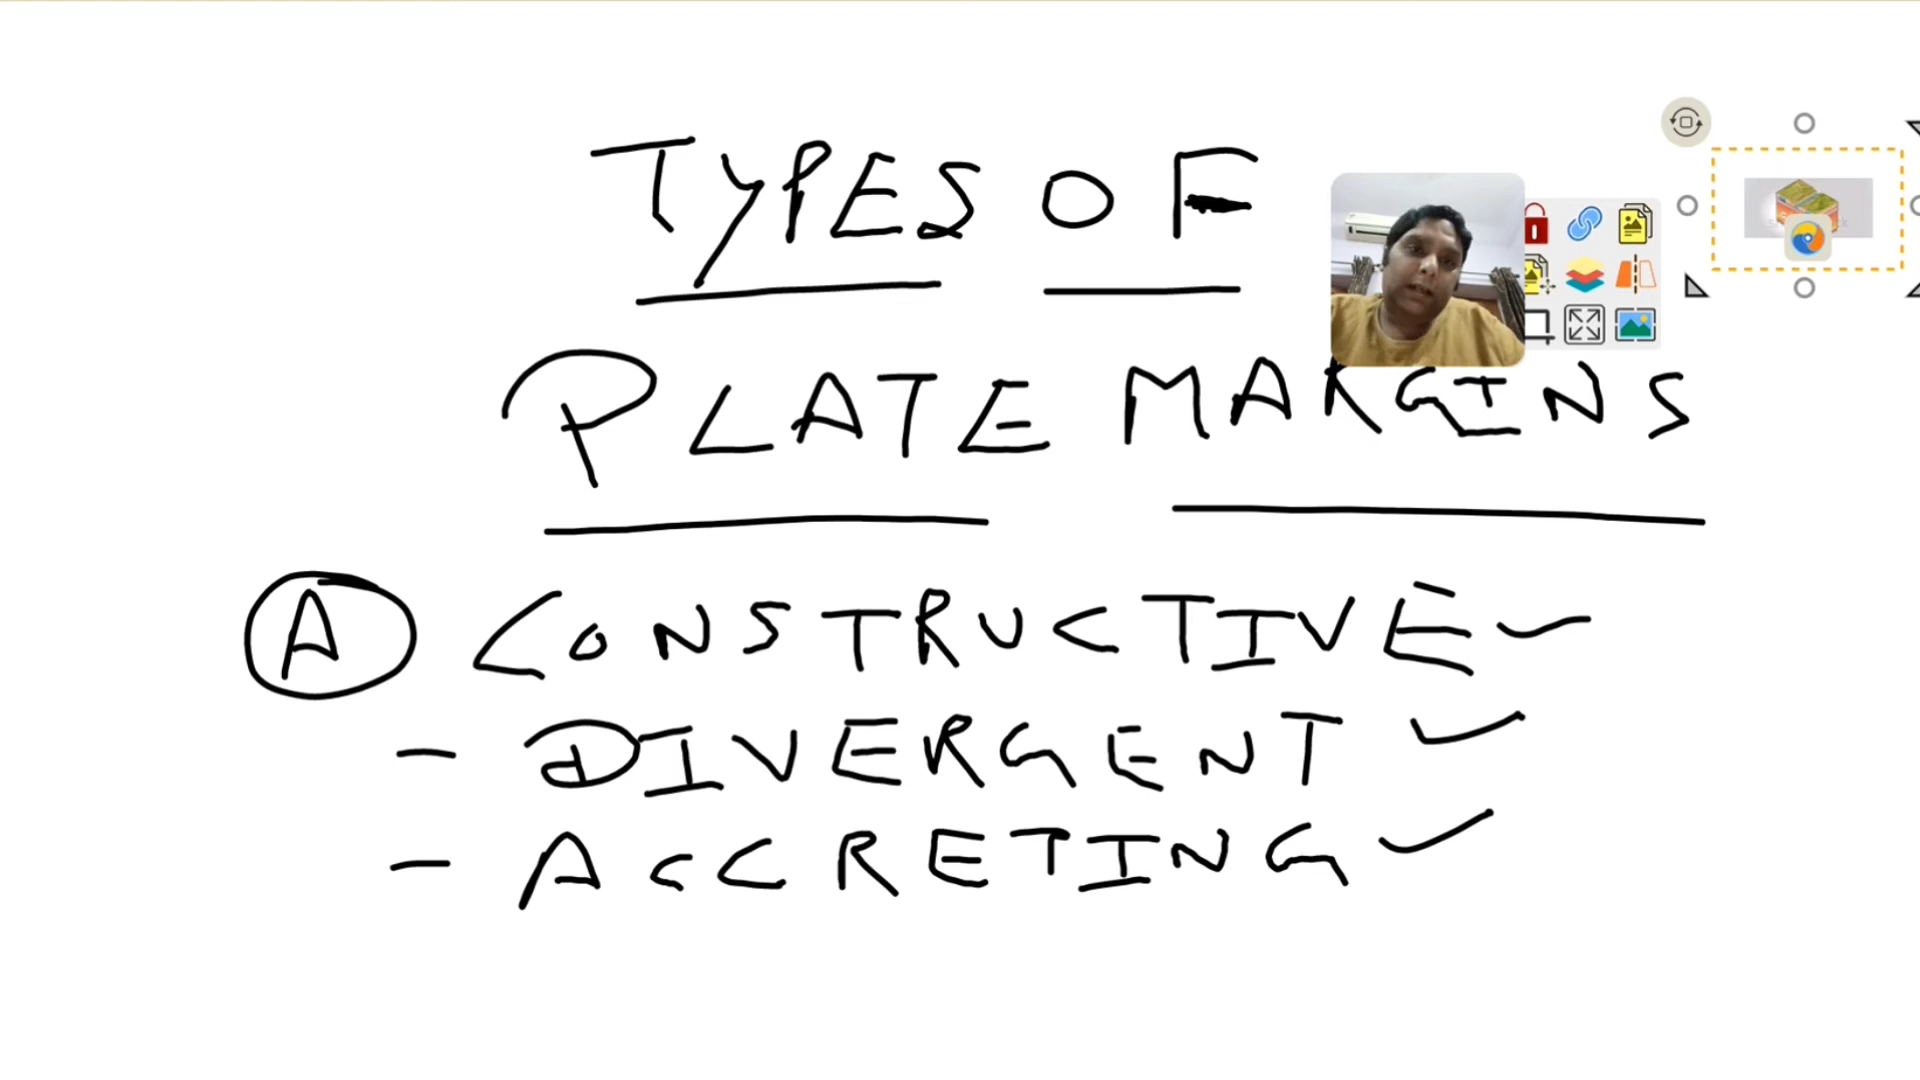 TYPES OF
PLATE MARGINS
A CONSTRUCTIVE
- DIVERGENT
- ACCRETING